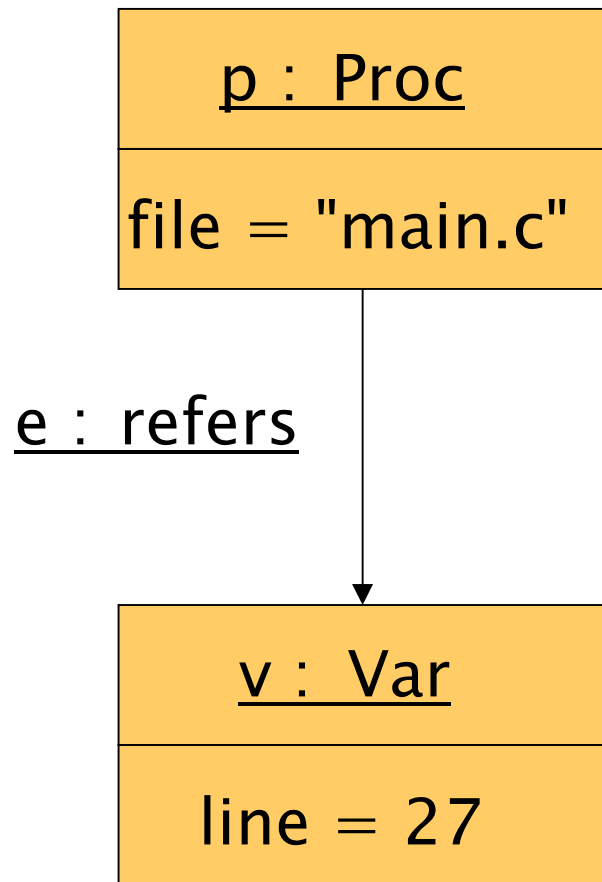 p : Proc
file = "main.c"
e : refers
v : Var
line = 27